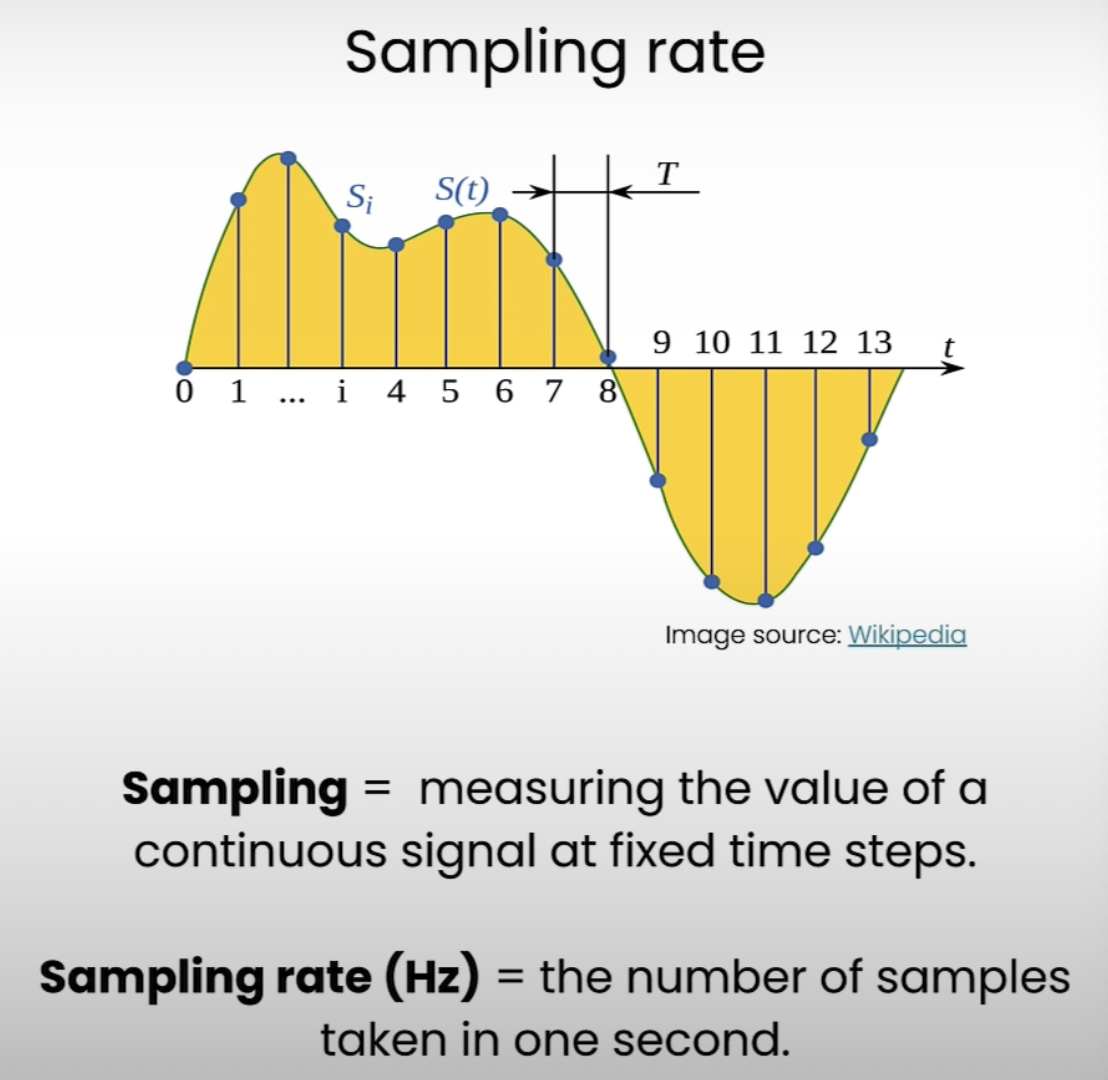 Sampling rate
Sᵢ S(t) T
9 10 11 12 13 t
0 1 ... i 4 5 6 7 8
Image source: Wikipedia
Sampling = measuring the value of a
continuous signal at fixed time steps.
Sampling rate (Hz) = the number of samples
taken in one second.